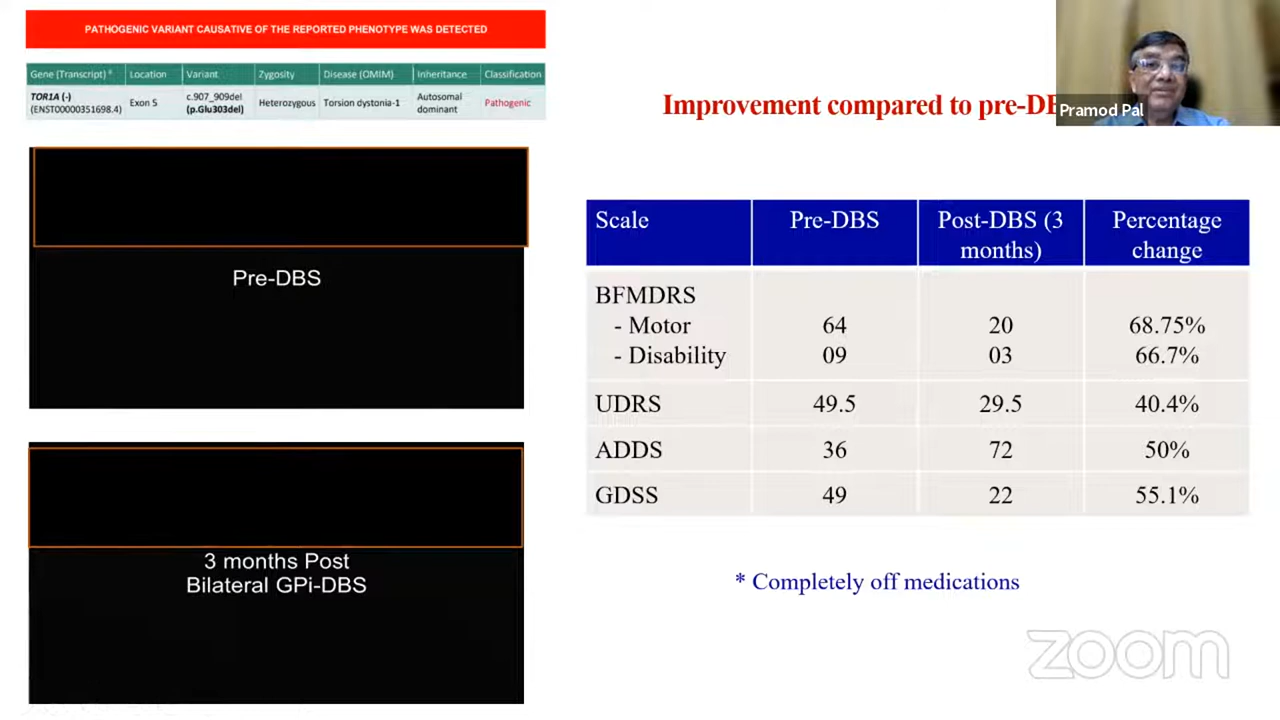 PATHOGENIC VARIANT CAUSATIVE OF THE REPORTED PHENOTYPE WAS DETECTED
Gene (Transcript) # Location Variant Zygosity Disease (OMIM) Inheritance Classification
TOR1A (-) (ENST00000351698.4) Exon 5 c.907_909del (p.Glu303del) Heterozygous Torsion dystonia-1 Autosomal dominant Pathogenic
Pre-DBS
3 months Post
Bilateral GPi-DBS
Improvement compared to pre-DB
Pramod Pal
Scale Pre-DBS Post-DBS (3 months) Percentage change
BFMDRS
- Motor 64 20 68.75%
- Disability 09 03 66.7%
UDRS 49.5 29.5 40.4%
ADDS 36 72 50%
GDSS 49 22 55.1%
* Completely off medications
zoom